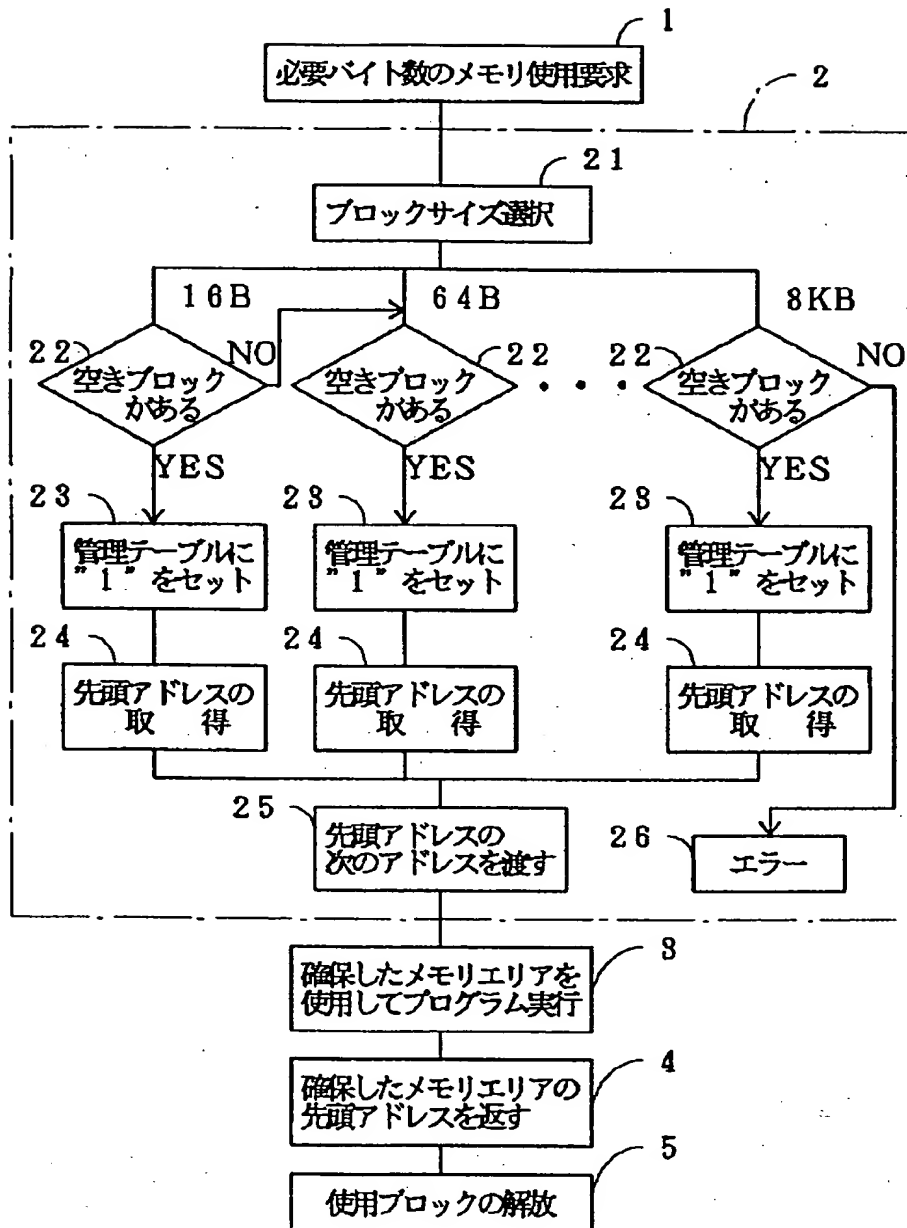 1
必要バイト数のメモリ使用要求
2
21
ブロックサイズ選択
16B
64B
8KB
22
空きブロック
がある
NO
22
空きブロック
がある
・・・
22
空きブロック
がある
NO
YES
YES
YES
23
管理テーブルに
"1"をセット
23
管理テーブルに
"1"をセット
23
管理テーブルに
"1"をセット
24
先頭アドレスの
取 得
24
先頭アドレスの
取 得
24
先頭アドレスの
取 得
25
先頭アドレスの
次のアドレスを渡す
26
エラー
3
確保したメモリエリアを
使用してプログラム実行
4
確保したメモリエリアの
先頭アドレスを返す
5
使用ブロックの解放